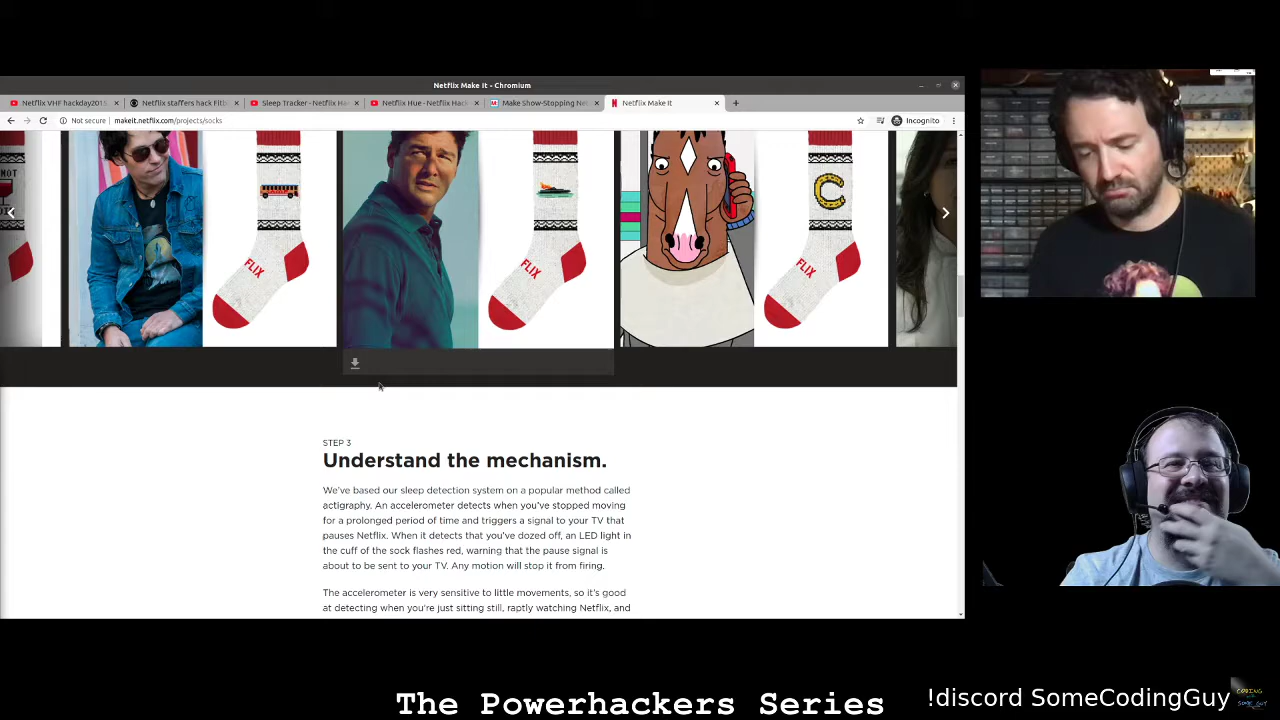 Netflix Make It - Chromium
Netflix VHF hackday2015
Netflix staffers hack Fitb
Sleep Tracker - Netflix Ha
Netflix Hue - Netflix Hack
Make Show-Stopping Ne
Netflix Make It
Not secure
makeit.netflix.com/projects/socks
Incognito
FLIX
FLIX
C
FLIX
STEP 3
Understand the mechanism.
We've based our sleep detection system on a popular method called
actigraphy. An accelerometer detects when you've stopped moving
for a prolonged period of time and triggers a signal to your TV that
pauses Netflix. When it detects that you've dozed off, an LED light in
the cuff of the sock flashes red, warning that the pause signal is
about to be sent to your TV. Any motion will stop it from firing.
The accelerometer is very sensitive to little movements, so it's good
at detecting when you're just sitting still, raptly watching Netflix, and
The Powerhackers Series
!discord SomeCodingGuy
CODING